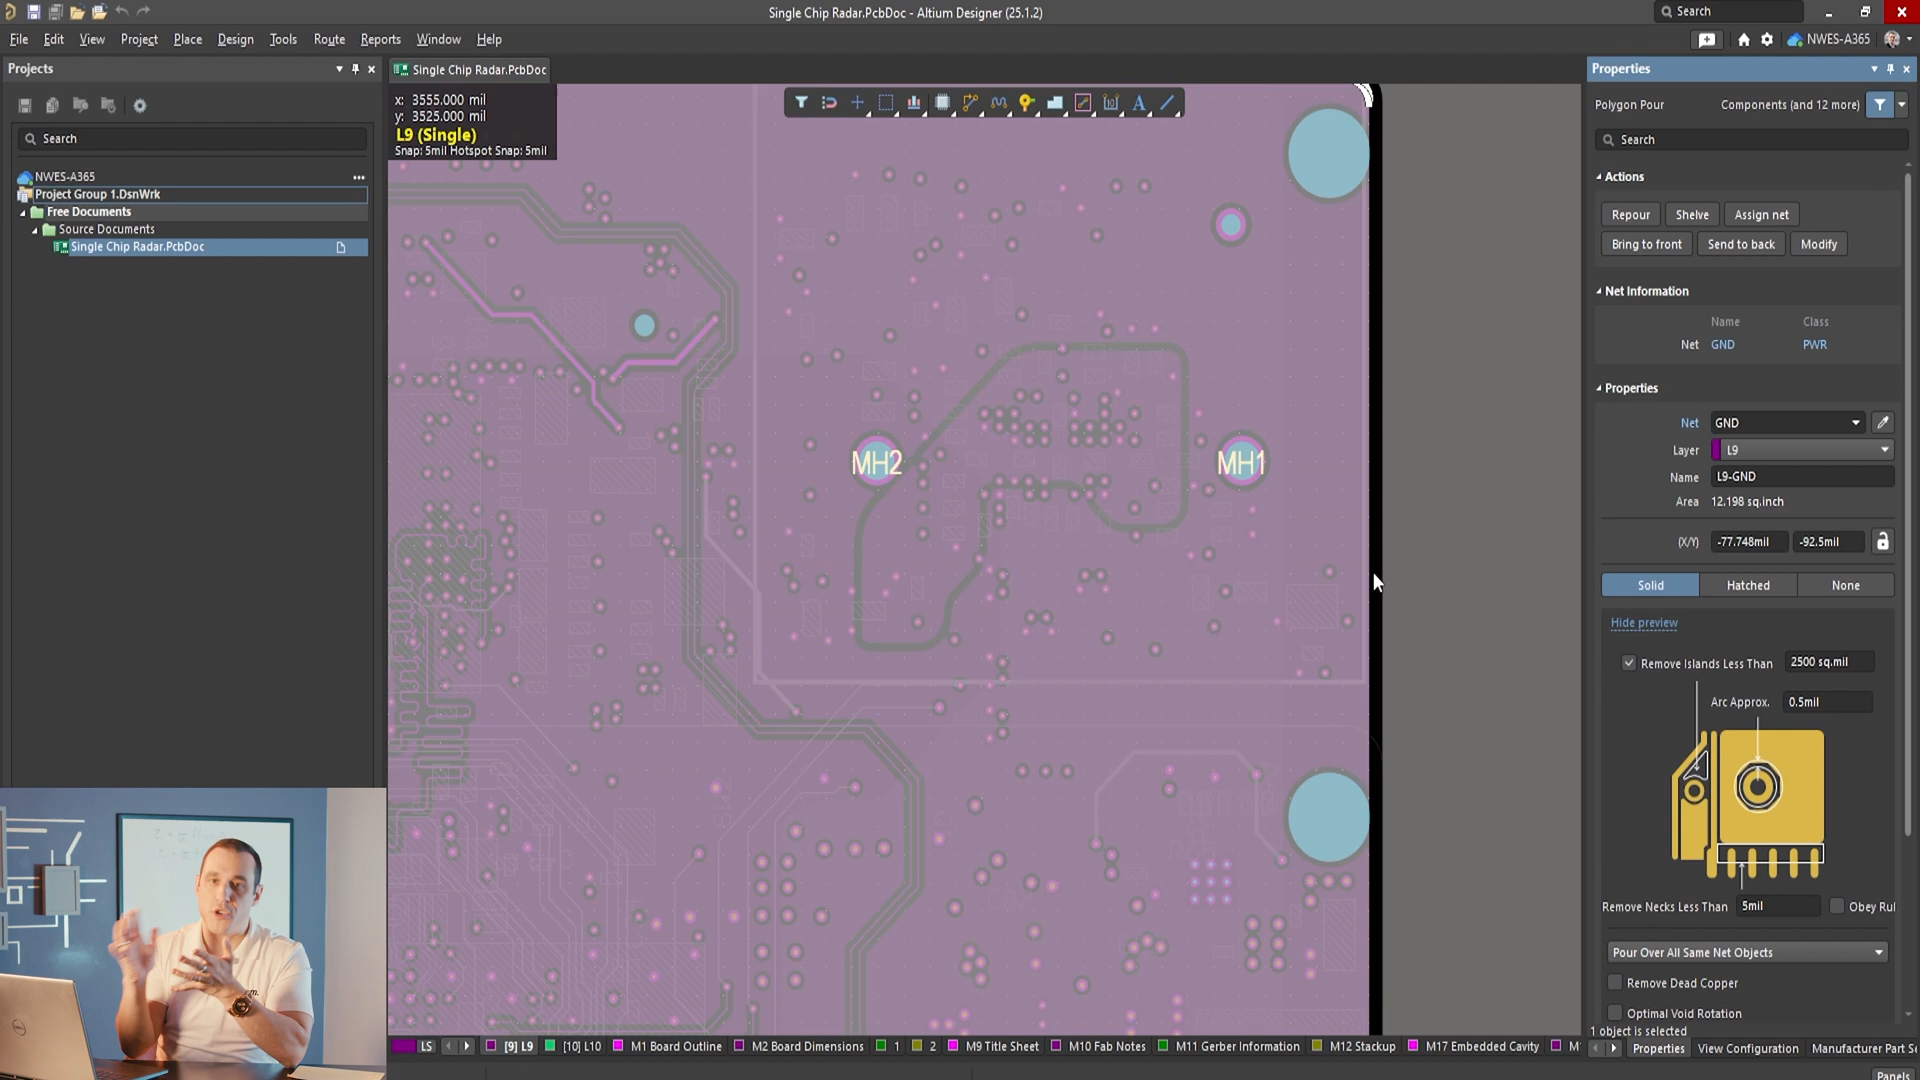 Single Chip Radar.PcbDoc - Altium Designer (25.1.2)
Search
File Edit View Project Place Design Tools Route Reports Window Help
NWES-A365
Projects
Search
NWES-A365
Project Group 1.DsnWrk
Free Documents
Source Documents
Single Chip Radar.PcbDoc
Single Chip Radar.PcbDoc
x: 3555.000 mil
y: 3525.000 mil
L9 (Single)
Snap: 5mil Hotspot Snap: 5mil
MH2
MH1
Properties
Polygon Pour Components (and 12 more)
Search
Actions
Repour Shelve Assign net
Bring to front Send to back Modify
Net Information
Name Class
Net GND PWR
Properties
Net GND
Layer L9
Name L9-GND
Area 12.198 sq.inch
(X/Y) -77.748mil -92.5mil
Solid Hatched None
Hide preview
Remove Islands Less Than 2500 sq.mil
Arc Approx. 0.5mil
Remove Necks Less Than 5mil Obey Rul
Pour Over All Same Net Objects
Remove Dead Copper
Optimal Void Rotation
1 object is selected
LS [9] L9 [10] L10 M1 Board Outline M2 Board Dimensions 1 2 M9 Title Sheet M10 Fab Notes M11 Gerber Information M12 Stackup M17 Embedded Cavity M
Properties View Configuration Manufacturer Part Se
Panels